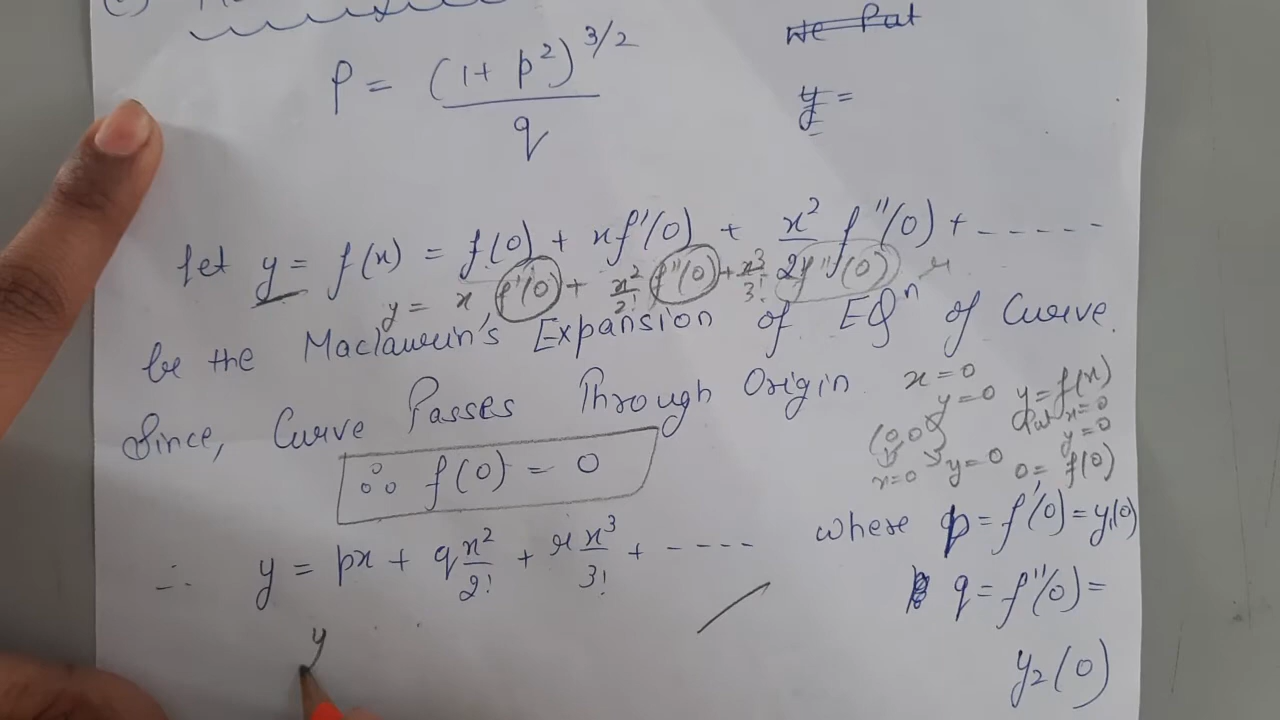 We Put
ρ = (1 + p²)^3/2 / q
y =
Let y = f(x) = f(0) + x f'(0) + x²/2! f''(0) + -----
y = x f'(0) + x²/2! f''(0) + x³/3! f'''(0)
be the Maclaurin's Expansion of EQⁿ of Curve.
Since, Curve Passes Through Origin
x=0
y=0
(0,0)
x=0 y=0
y=f(x)
Put x=0
y=0
0= f(0)
∴ f(0) = 0
∴ y = px + q x²/2! + r x³/3! + ----
where p = f'(0) = y₁(0)
q = f''(0) =
y₂(0)
y